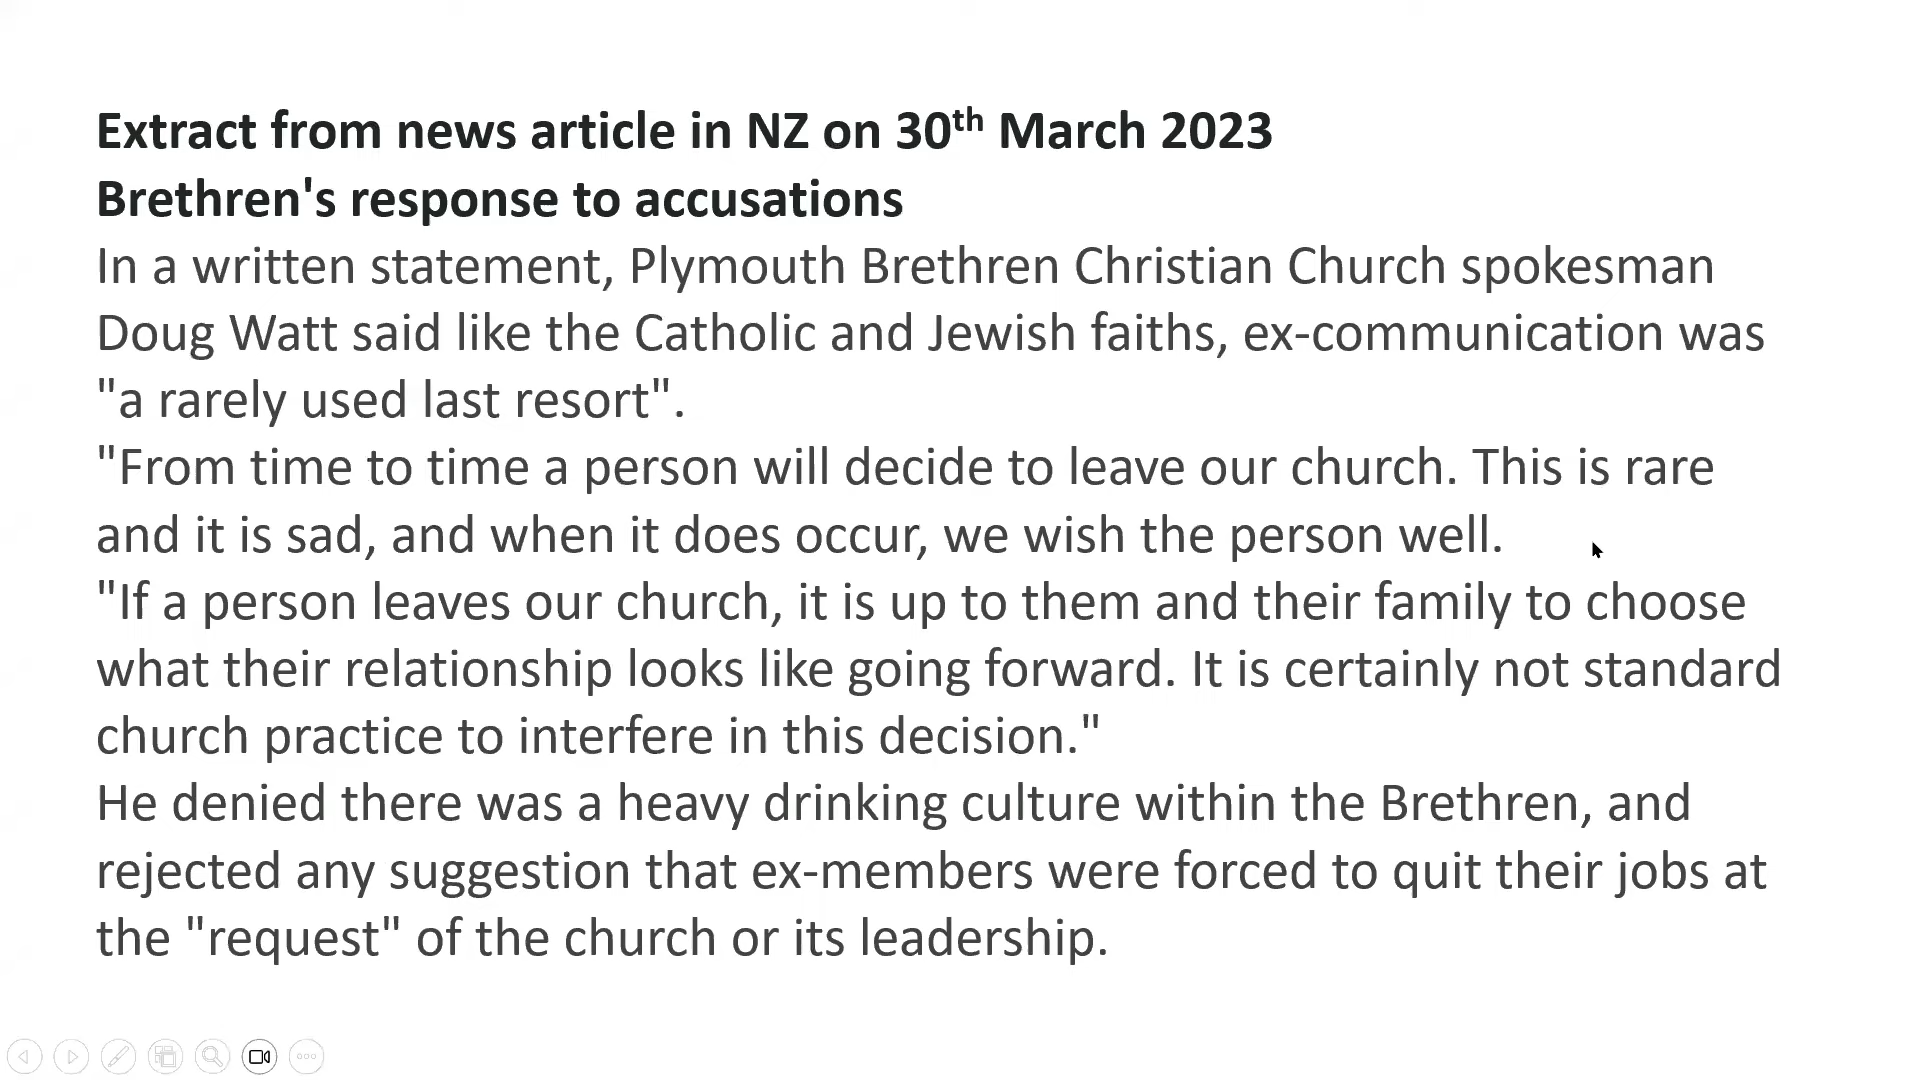 Extract from news article in NZ on 30th March 2023
Brethren's response to accusations
In a written statement, Plymouth Brethren Christian Church spokesman
Doug Watt said like the Catholic and Jewish faiths, ex-communication was
"a rarely used last resort".
"From time to time a person will decide to leave our church. This is rare
and it is sad, and when it does occur, we wish the person well.
"If a person leaves our church, it is up to them and their family to choose
what their relationship looks like going forward. It is certainly not standard
church practice to interfere in this decision."
He denied there was a heavy drinking culture within the Brethren, and
rejected any suggestion that ex-members were forced to quit their jobs at
the "request" of the church or its leadership.